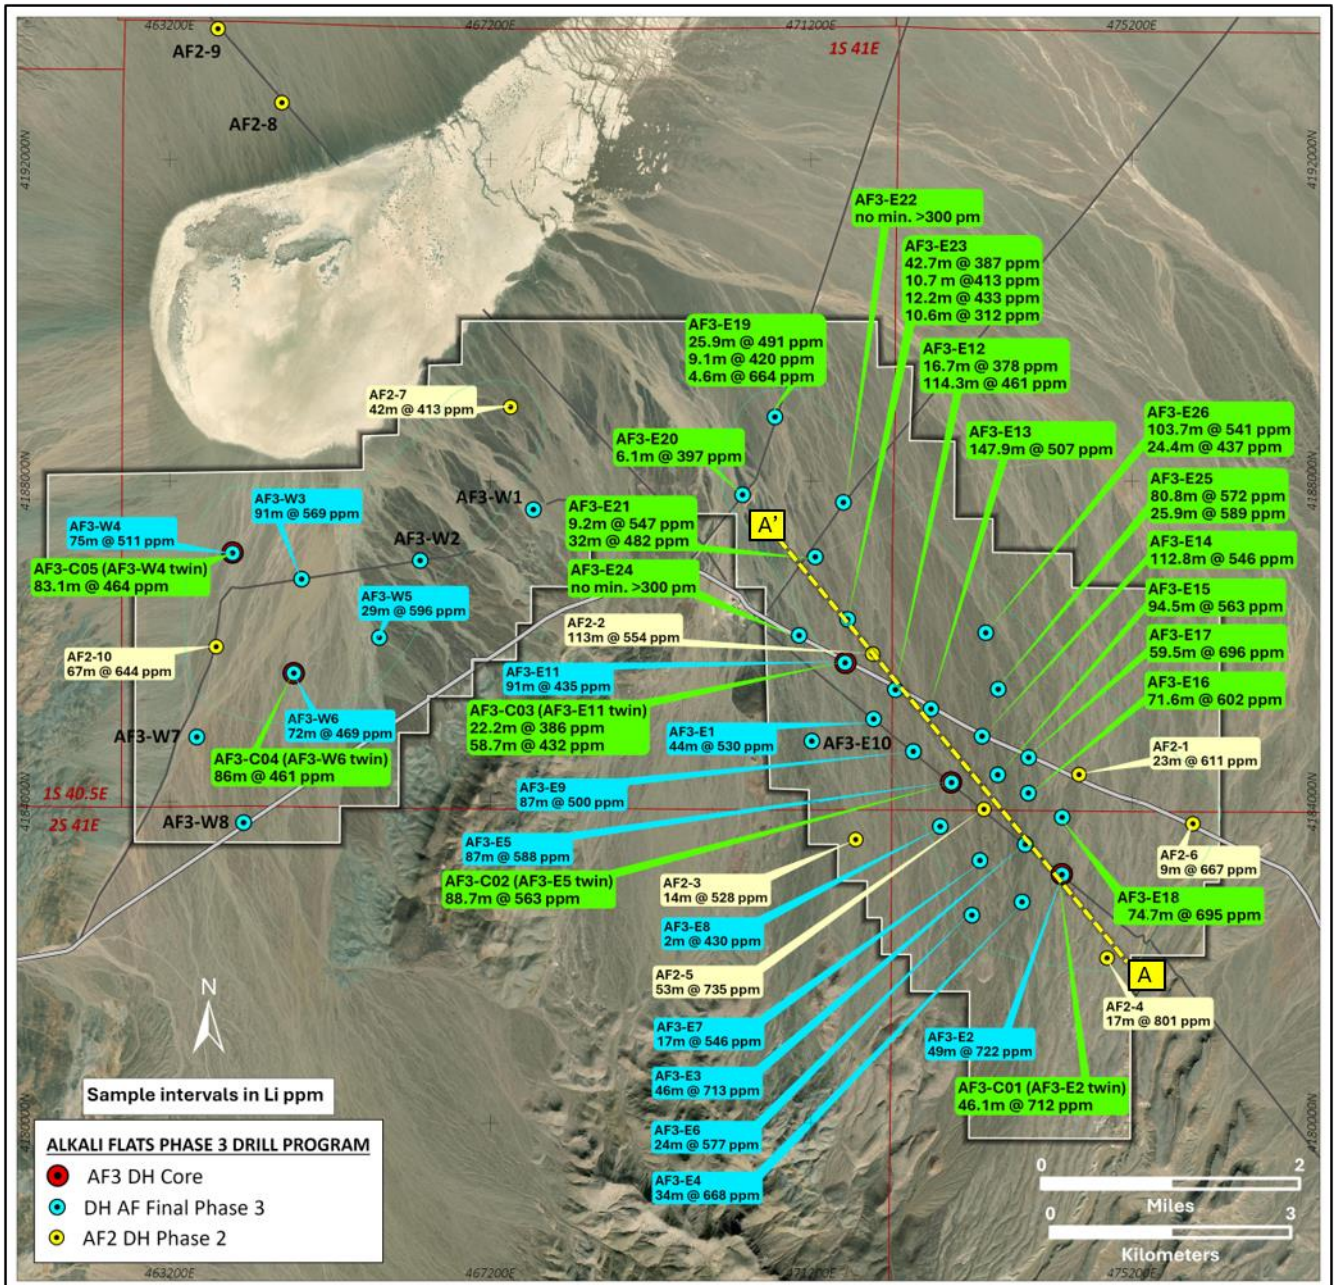 463200E
467200E
471200E
475200E
AF2-9
1S 41E
AF2-8
4192000N
4192000N
AF3-E22
no min. >300 pm
AF3-E23
42.7m @ 387 ppm
10.7 m @413 ppm
12.2m @ 433 ppm
10.6m @ 312 ppm
AF3-E19
25.9m @ 491 ppm
9.1m @ 420 ppm
4.6m @ 664 ppm
AF3-E12
16.7m @ 378 ppm
114.3m @ 461 ppm
AF2-7
42m @ 413 ppm
AF3-E26
103.7m @ 541 ppm
24.4m @ 437 ppm
AF3-E20
6.1m @ 397 ppm
AF3-E13
147.9m @ 507 ppm
4188000N
4188000N
AF3-W3
91m @ 569 ppm
AF3-W1
AF3-E25
80.8m @ 572 ppm
25.9m @ 589 ppm
AF3-W4
75m @ 511 ppm
AF3-E21
9.2m @ 547 ppm
32m @ 482 ppm
A'
AF3-W2
AF3-E14
112.8m @ 546 ppm
AF3-C05 (AF3-W4 twin)
83.1m @ 464 ppm
AF3-E24
no min. >300 ppm
AF3-E15
94.5m @ 563 ppm
AF3-W5
29m @ 596 ppm
AF2-2
113m @ 554 ppm
AF3-E17
59.5m @ 696 ppm
AF2-10
67m @ 644 ppm
AF3-E11
91m @ 435 ppm
AF3-E16
71.6m @ 602 ppm
AF3-C03 (AF3-E11 twin)
22.2m @ 386 ppm
58.7m @ 432 ppm
AF3-W6
72m @ 469 ppm
AF3-W7
AF3-E1
44m @ 530 ppm
AF3-E10
AF2-1
23m @ 611 ppm
AF3-C04 (AF3-W6 twin)
86m @ 461 ppm
AF3-E9
87m @ 500 ppm
1S 40.5E
2S 41E
4184000N
4184000N
AF3-W8
AF3-E5
87m @ 588 ppm
AF2-6
9m @ 667 ppm
AF3-C02 (AF3-E5 twin)
88.7m @ 563 ppm
AF2-3
14m @ 528 ppm
AF3-E18
74.7m @ 695 ppm
AF3-E8
2m @ 430 ppm
AF2-5
53m @ 735 ppm
A
N
AF2-4
17m @ 801 ppm
AF3-E7
17m @ 546 ppm
AF3-E2
49m @ 722 ppm
AF3-E3
46m @ 713 ppm
AF3-C01 (AF3-E2 twin)
46.1m @ 712 ppm
Sample intervals in Li ppm
4180000N
4180000N
AF3-E6
24m @ 577 ppm
ALKALI FLATS PHASE 3 DRILL PROGRAM
AF3 DH Core
DH AF Final Phase 3
AF2 DH Phase 2
AF3-E4
34m @ 668 ppm
0 2
Miles
0 3
Kilometers
463200E
467200E
471200E
475200E